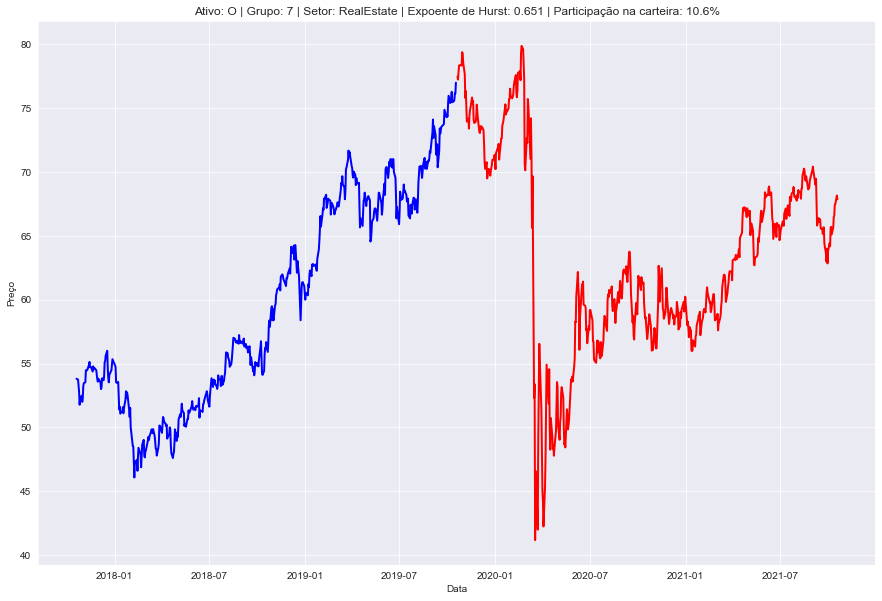 Ativo: O | Grupo: 7 | Setor: RealEstate | Expoente de Hurst: 0.651 | Participação na carteira: 10.6%
80
75
70
65
60
55
50
45
40
Preço
2018-01 2018-07 2019-01 2019-07 2020-01 2020-07 2021-01 2021-07
Data